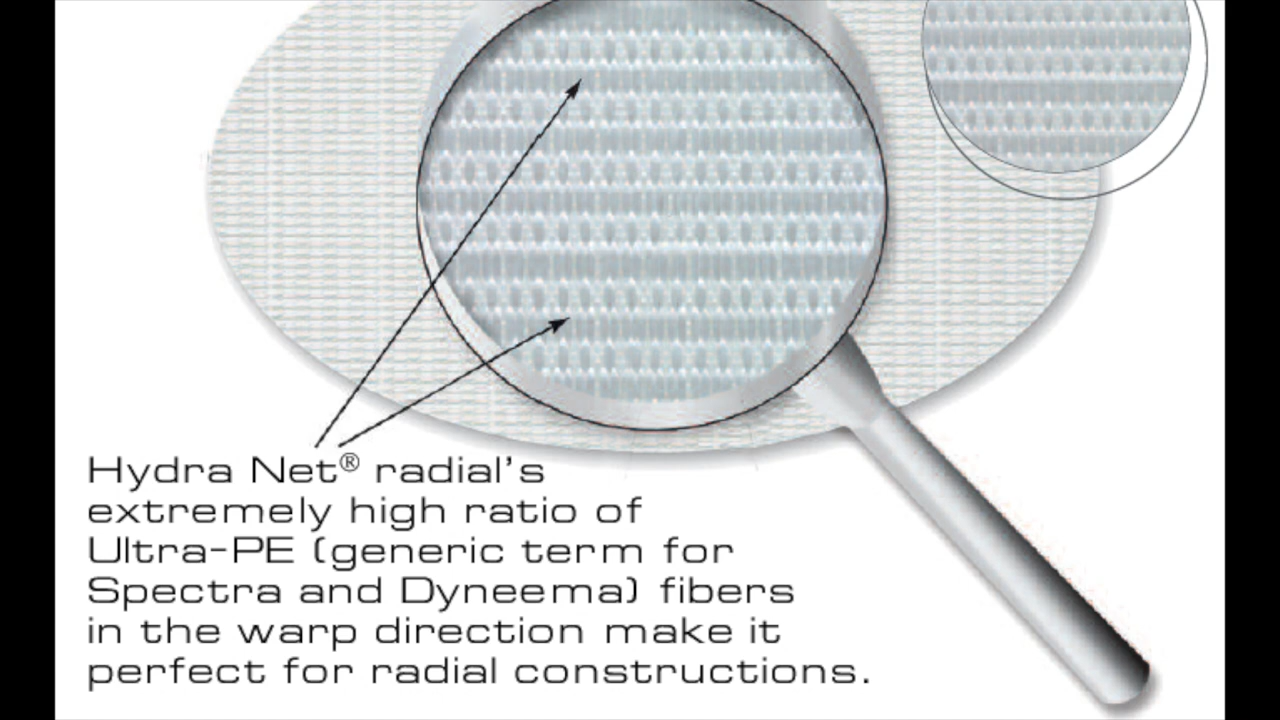 Hydra Net® radial's
extremely high ratio of
Ultra-PE (generic term for
Spectra and Dyneema) fibers
in the warp direction make it
perfect for radial constructions.